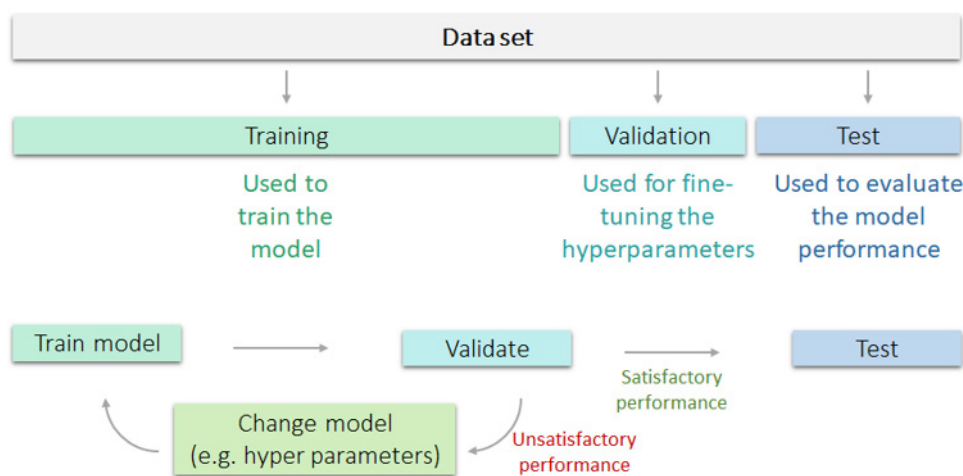 Data set
Training
Validation
Test
Used to
train the
model
Used for fine-
tuning the
hyperparameters
Used to evaluate
the model
performance
Train model
Validate
Test
Satisfactory
performance
Change model
(e.g. hyper parameters)
Unsatisfactory
performance